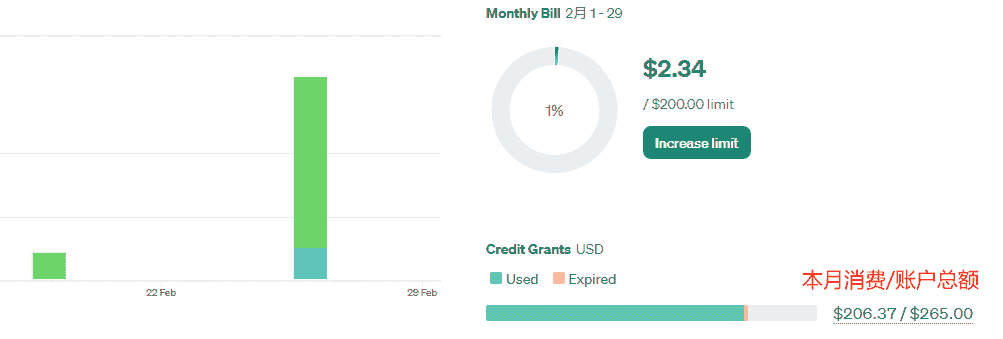 Monthly Bill 2月 1 - 29
$2.34
1%
/ $200.00 limit
Increase limit
Credit Grants USD
Used Expired
本月消费/账户总额
22 Feb 29 Feb
$206.37 / $265.00